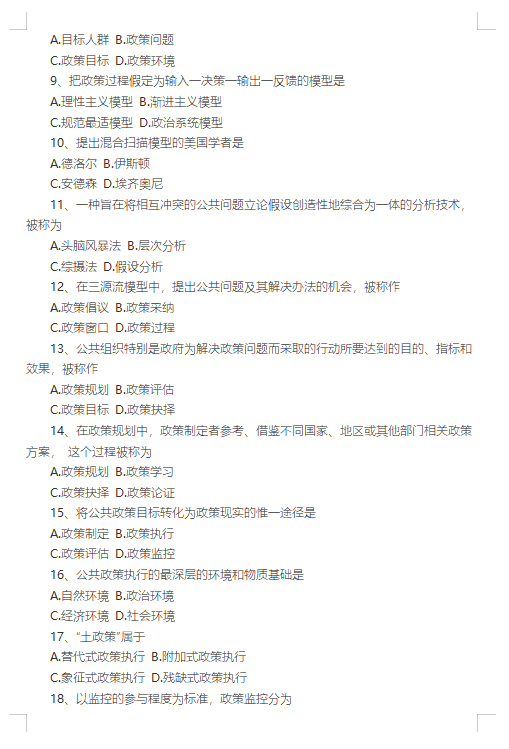 A.目标人群 B.政策问题
C.政策目标 D.政策环境
9、把政策过程假定为输入一决策一输出一反馈的模型是
A.理性主义模型 B.渐进主义模型
C.规范最适模型 D.政治系统模型
10、提出混合扫描模型的美国学者是
A.德洛尔 B.伊斯顿
C.安德森 D.埃齐奥尼
11、一种旨在将相互冲突的公共问题立论假设创造性地综合为一体的分析技术，
被称为
A.头脑风暴法 B.层次分析
C.综摄法 D.假设分析
12、在三源流模型中，提出公共问题及其解决办法的机会，被称作
A.政策倡议 B.政策采纳
C.政策窗口 D.政策过程
13、公共组织特别是政府为解决政策问题而采取的行动所要达到的目的、指标和
效果，被称作
A.政策规划 B.政策评估
C.政策目标 D.政策抉择
14、在政策规划中，政策制定者参考、借鉴不同国家、地区或其他部门相关政策
方案， 这个过程被称为
A.政策规划 B.政策学习
C.政策抉择 D.政策论证
15、将公共政策目标转化为政策现实的惟一途径是
A.政策制定 B.政策执行
C.政策评估 D.政策监控
16、公共政策执行的最深层的环境和物质基础是
A.自然环境 B.政治环境
C.经济环境 D.社会环境
17、“土政策”属于
A.替代式政策执行 B.附加式政策执行
C.象征式政策执行 D.残缺式政策执行
18、以监控的参与程度为标准，政策监控分为